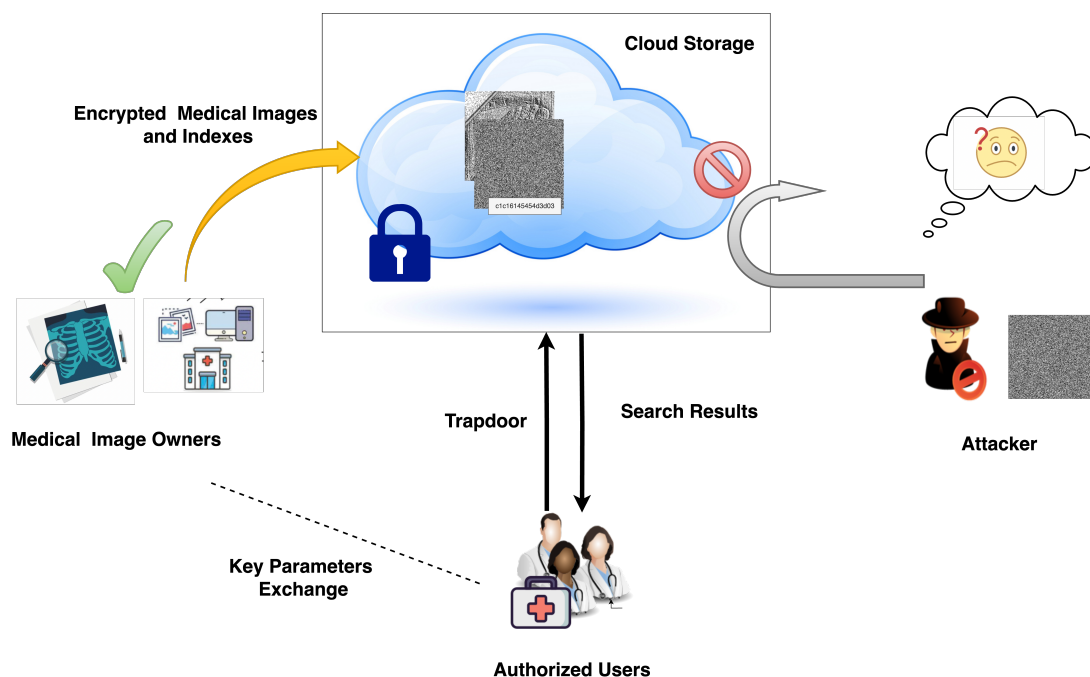 Cloud Storage
Encrypted Medical Images
and Indexes
c1c16145454d3d03
?
Medical Image Owners
Trapdoor
Search Results
Attacker
Key Parameters
Exchange
Authorized Users